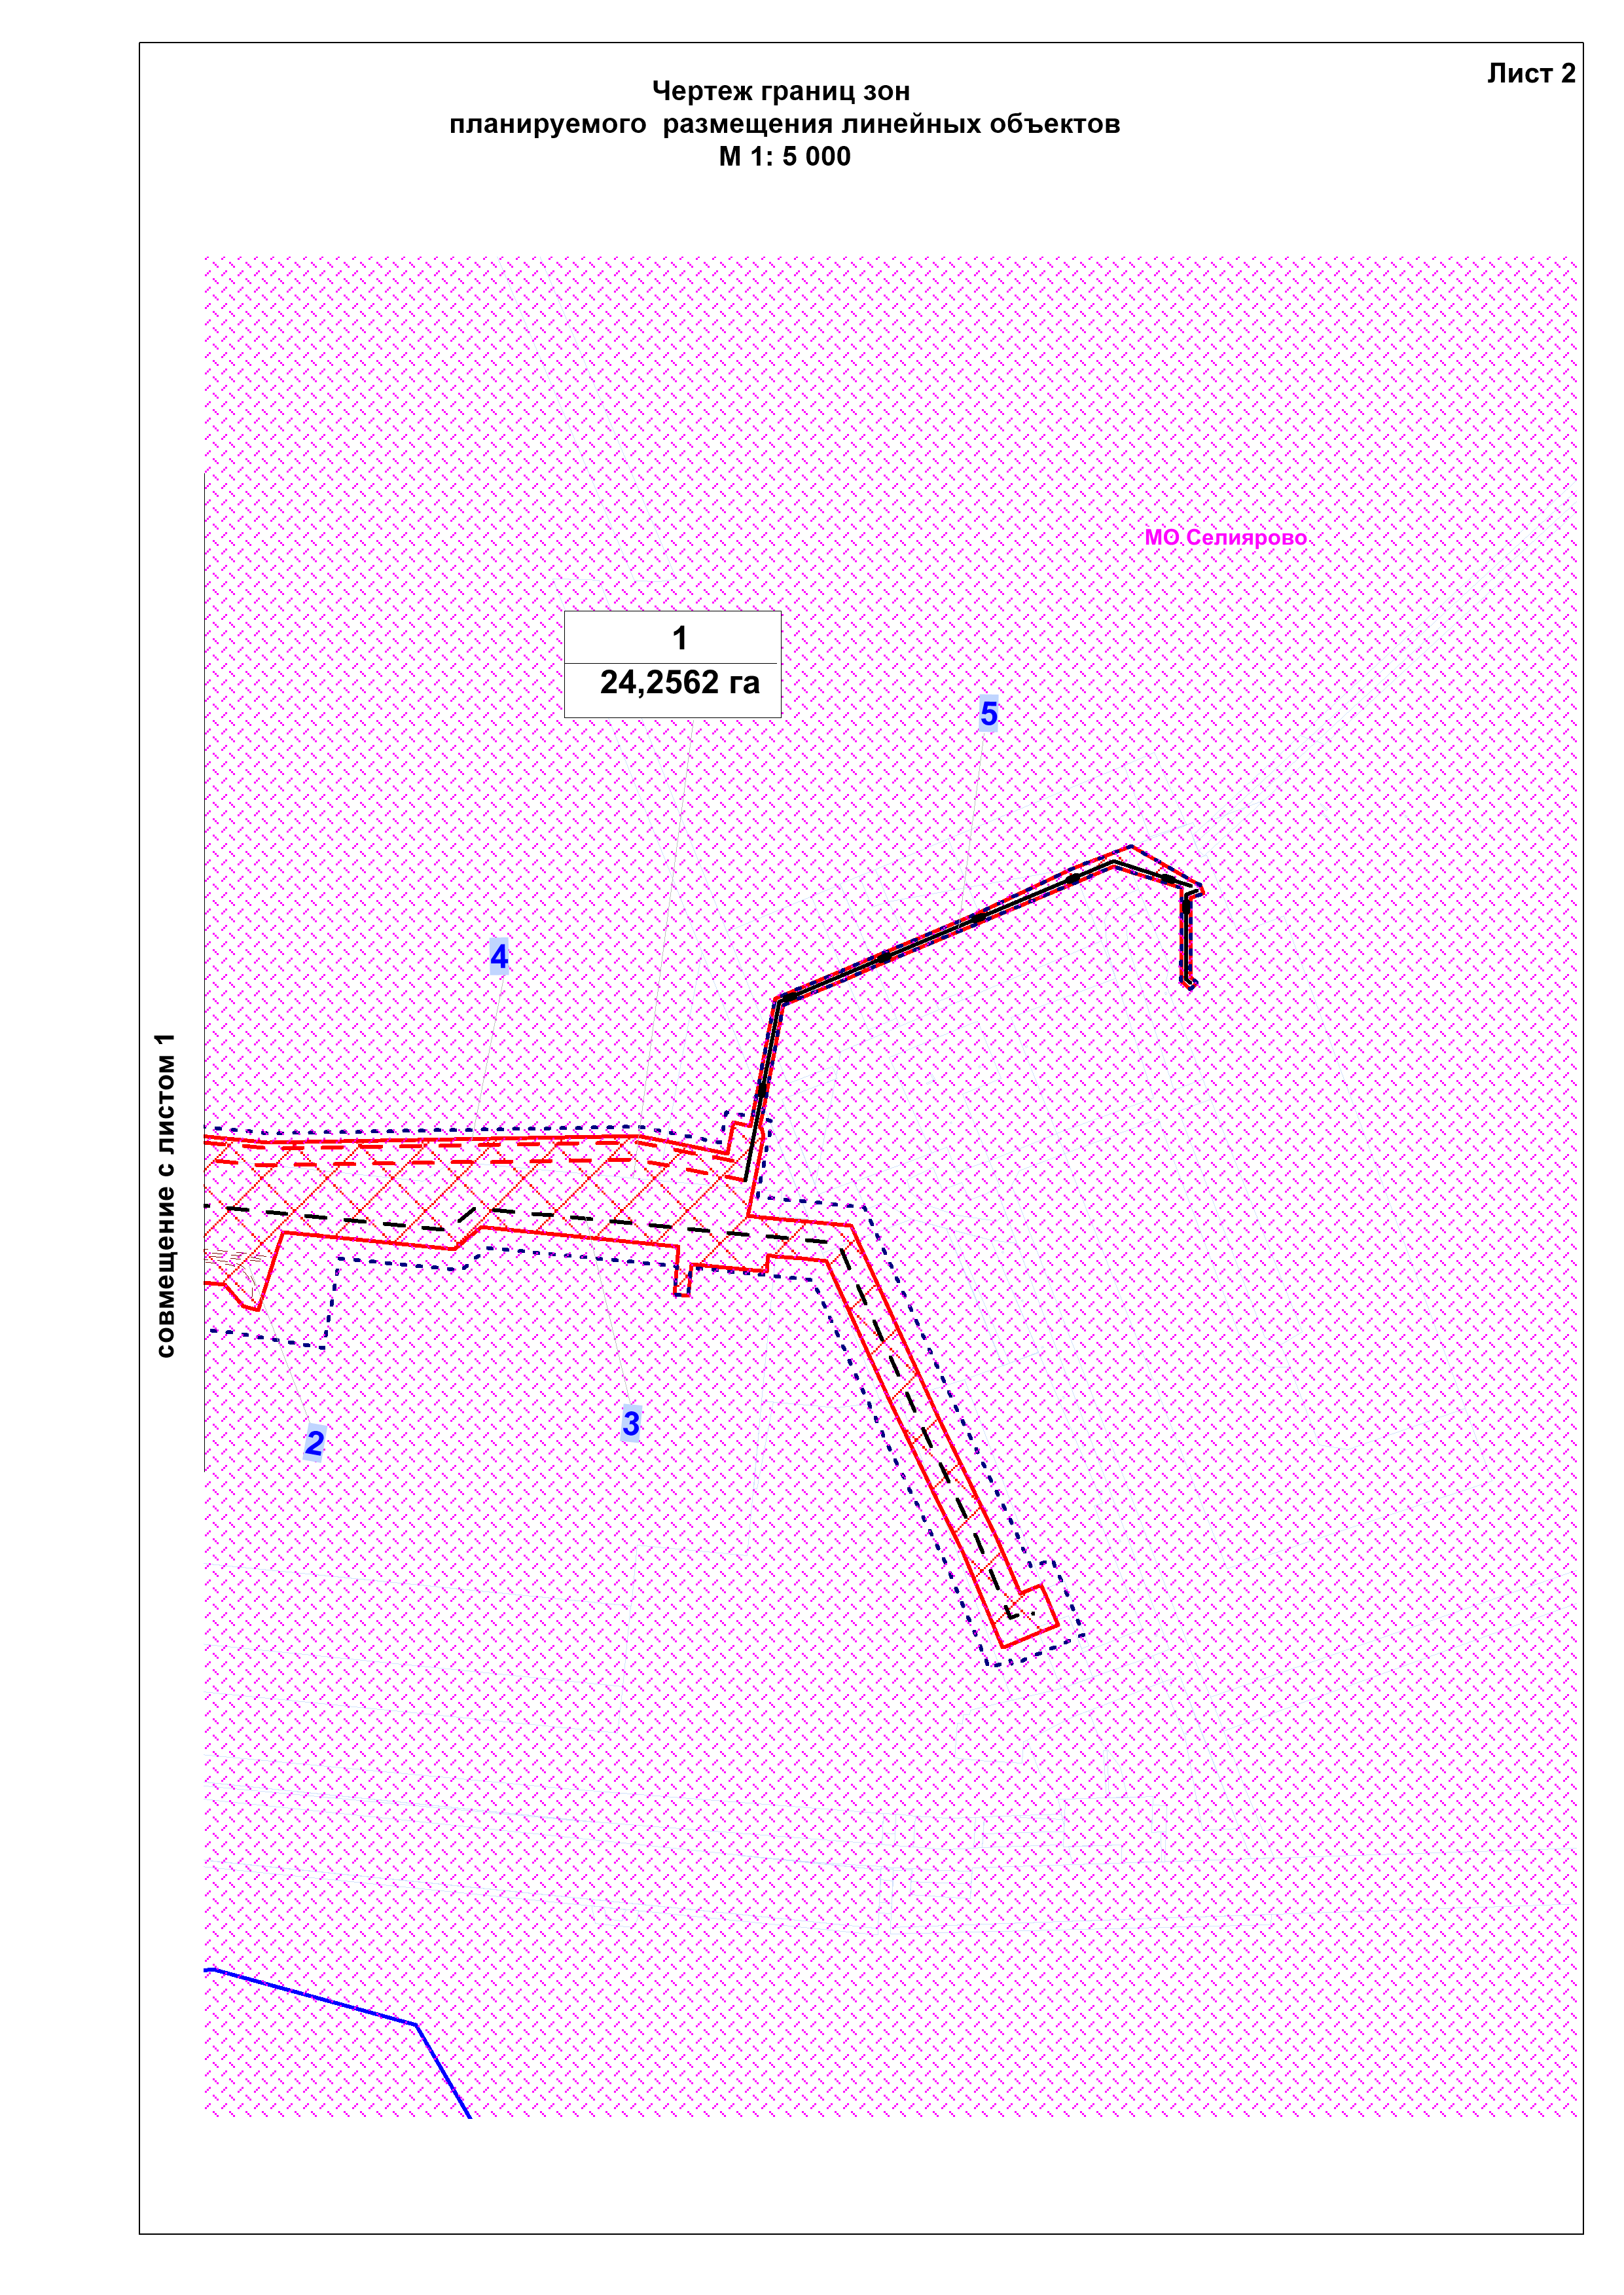 Лист 2
Чертеж границ зон
планируемого размещения линейных объектов
М 1: 5 000
МО Селиярово
1
24,2562 га
5
4
совмещение с листом 1
3
2